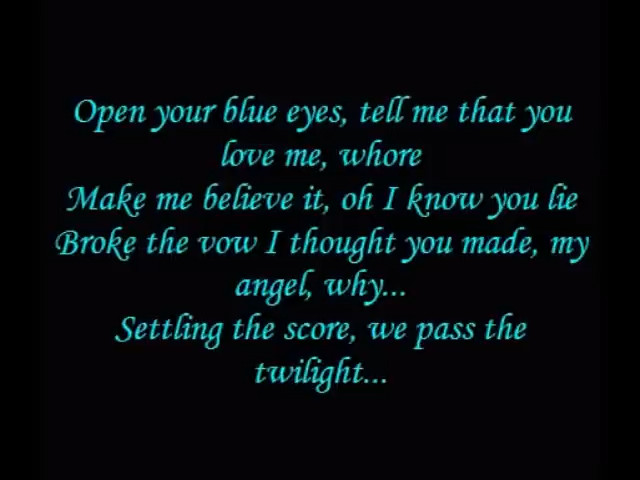 Open your blue eyes, tell me that you
love me, whore
Make me believe it, oh I know you lie
Broke the vow I thought you made, my
angel, why...
Settling the score, we pass the
twilight...